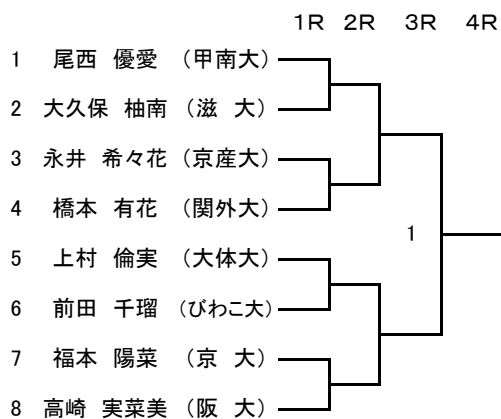 1R 2R 3R 4R
1 尾西 優愛 （甲南大）
2 大久保 柚南 （滋 大）
3 永井 希々花 （京産大）
4 橋本 有花 （関外大）
1
5 上村 倫実 （大体大）
6 前田 千瑠 （びわこ大）
7 福本 陽菜 （京 大）
8 高崎 実菜美 （阪 大）